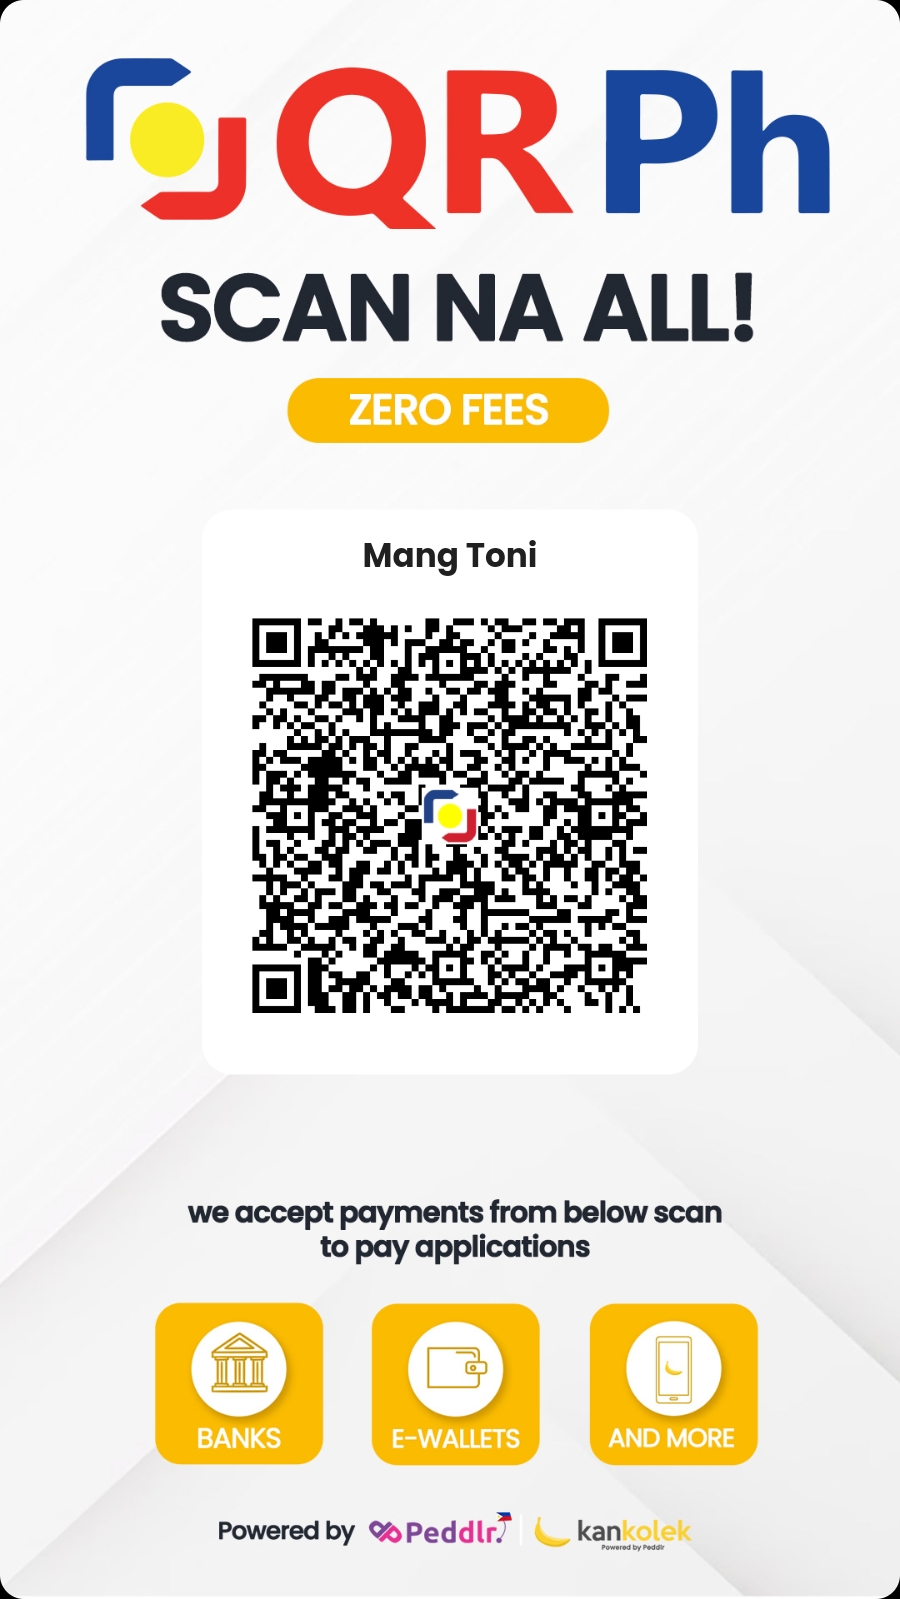 QR Ph
SCAN NA ALL!
ZERO FEES
Mang Toni
we accept payments from below scan
to pay applications
BANKS
E-WALLETS
AND MORE
Powered by Peddlr. kankolek
Powered by Peddlr